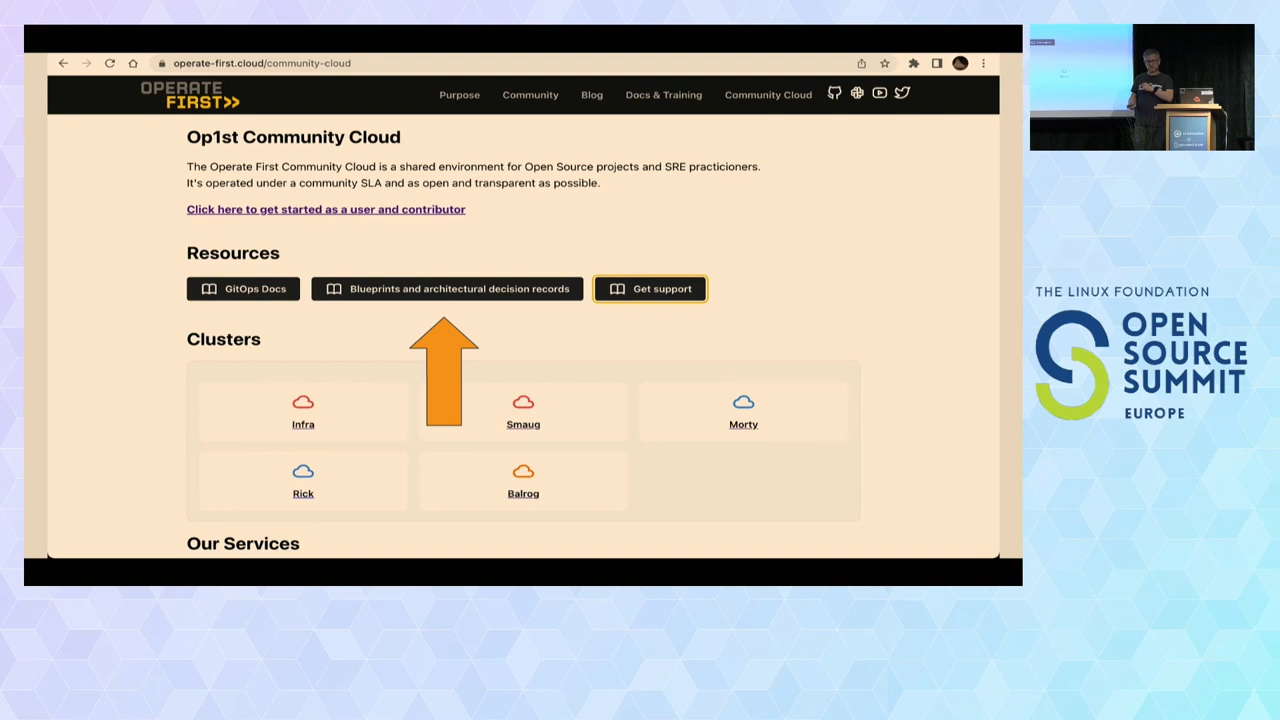 operate-first.cloud/community-cloud
OPERATE
FIRST>>
Purpose
Community
Blog
Docs & Training
Community Cloud
Op1st Community Cloud
The Operate First Community Cloud is a shared environment for Open Source projects and SRE practicioners.
It's operated under a community SLA and as open and transparent as possible.
Click here to get started as a user and contributor
Resources
GitOps Docs
Blueprints and architectural decision records
Get support
Clusters
Infra
Smaug
Morty
Rick
Balrog
Our Services
THE LINUX FOUNDATION
OPEN
SOURCE
SUMMIT
EUROPE